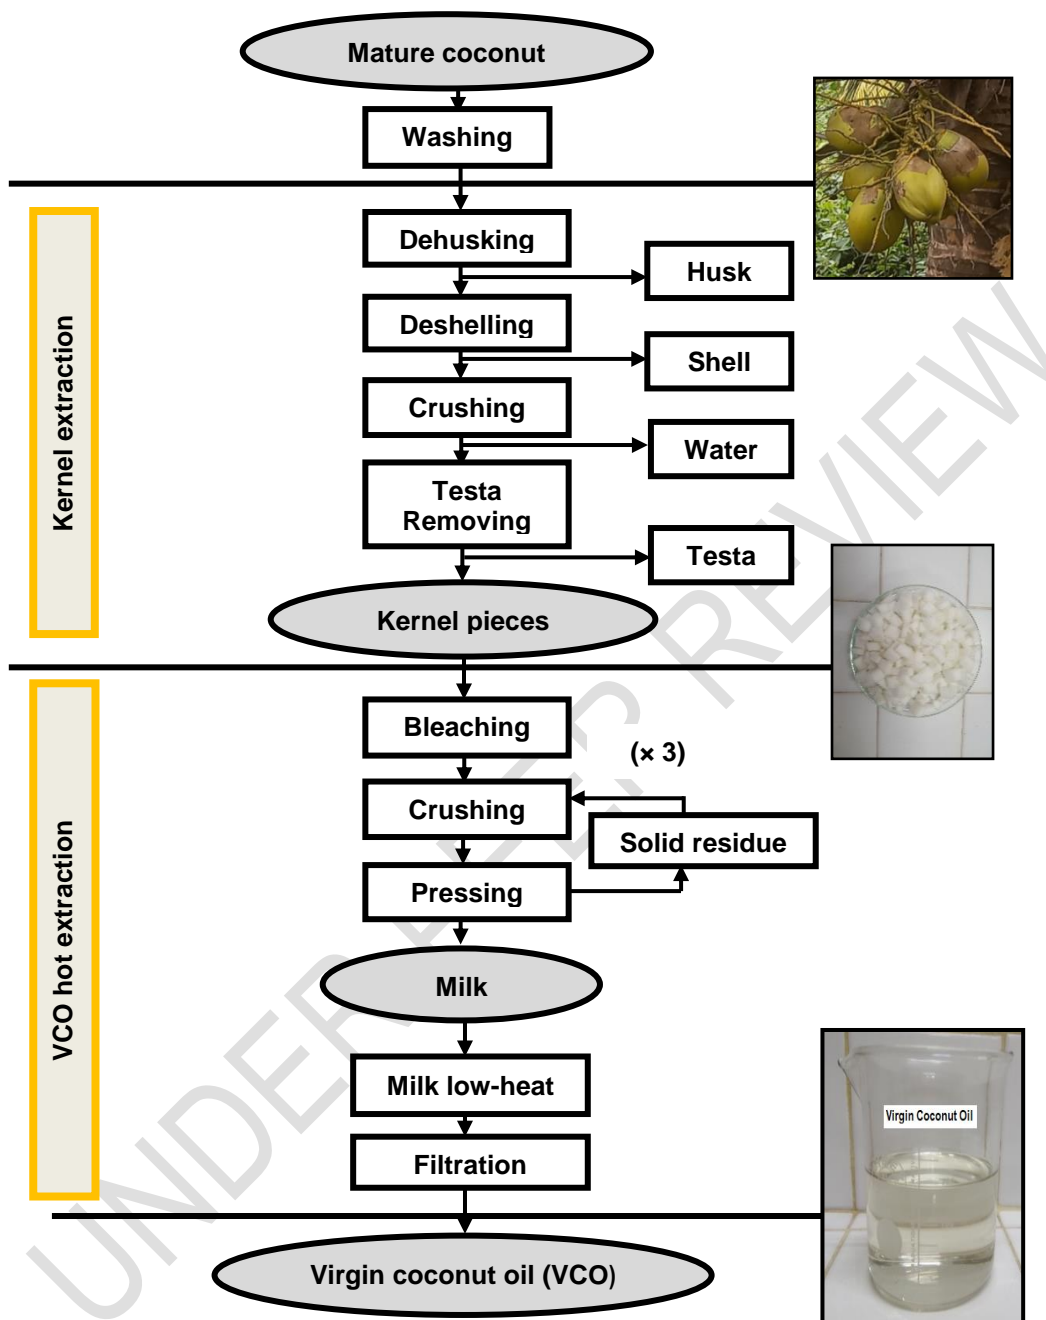 Mature coconut
Washing
Kernel extraction
Dehusking
Husk
Deshelling
Shell
Crushing
Water
Testa
Removing
Testa
Kernel pieces
VCO hot extraction
Bleaching
(× 3)
Crushing
Solid residue
Pressing
Milk
Milk low-heat
Filtration
Virgin Coconut Oil
Virgin coconut oil (VCO)
UNDER PEER REVIEW